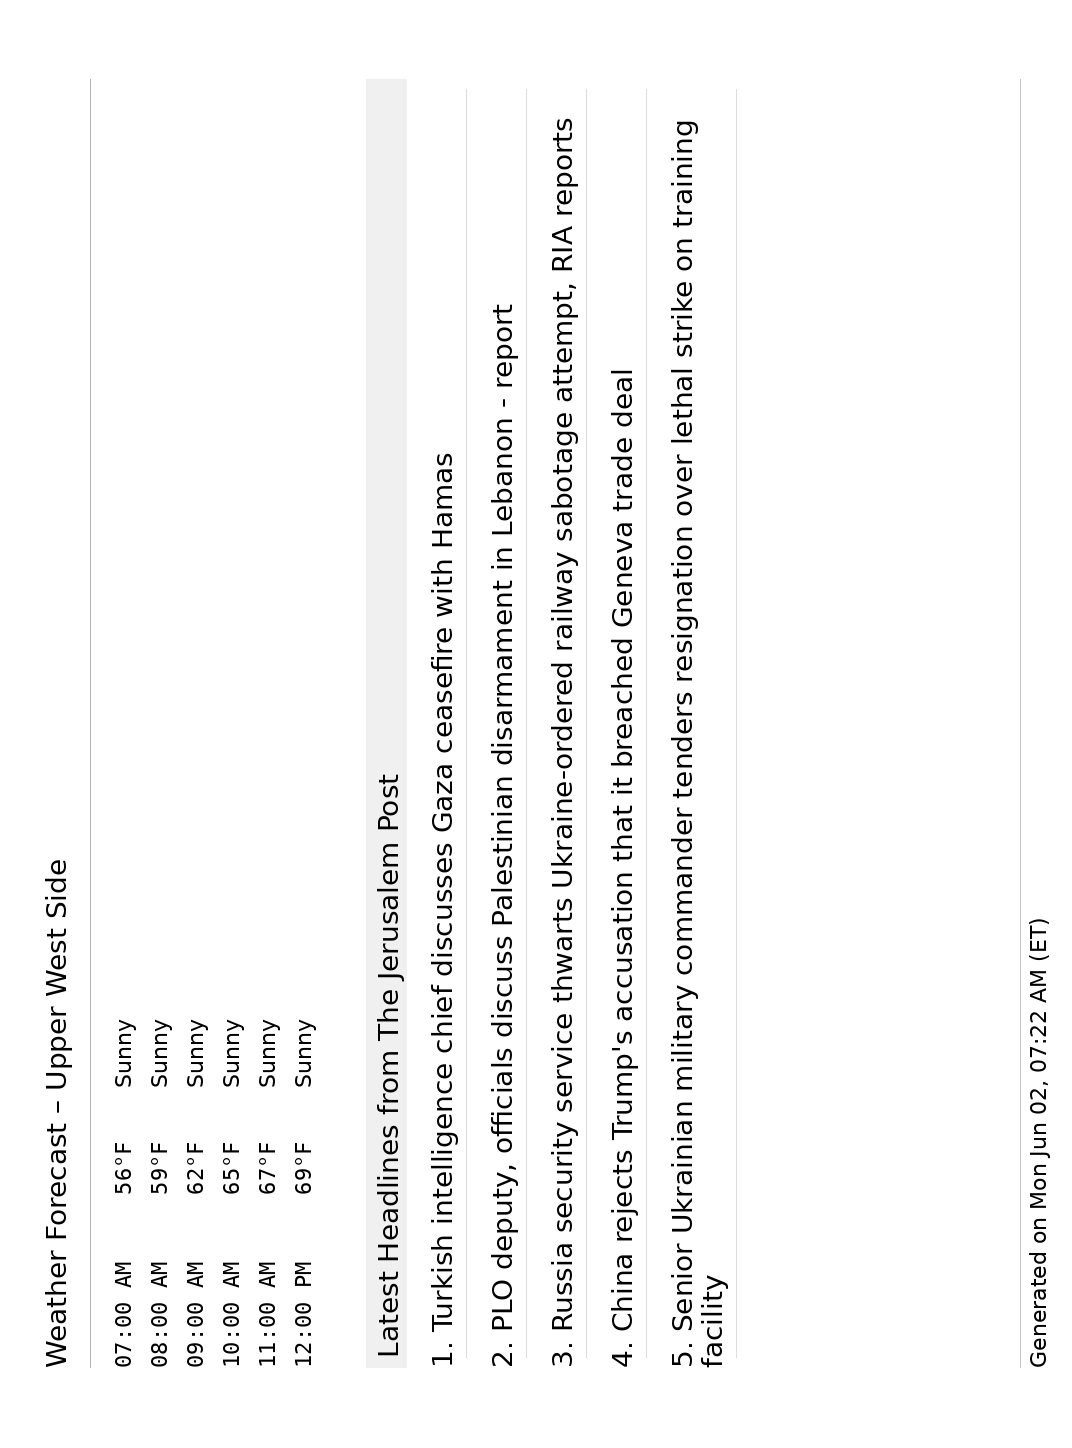 Weather Forecast – Upper West Side
07:00 AM 56°F Sunny
08:00 AM 59°F Sunny
09:00 AM 62°F Sunny
10:00 AM 65°F Sunny
11:00 AM 67°F Sunny
12:00 PM 69°F Sunny
Latest Headlines from The Jerusalem Post
1. Turkish intelligence chief discusses Gaza ceasefire with Hamas
2. PLO deputy, officials discuss Palestinian disarmament in Lebanon - report
3. Russia security service thwarts Ukraine-ordered railway sabotage attempt, RIA reports
4. China rejects Trump's accusation that it breached Geneva trade deal
5. Senior Ukrainian military commander tenders resignation over lethal strike on training
facility
Generated on Mon Jun 02, 07:22 AM (ET)